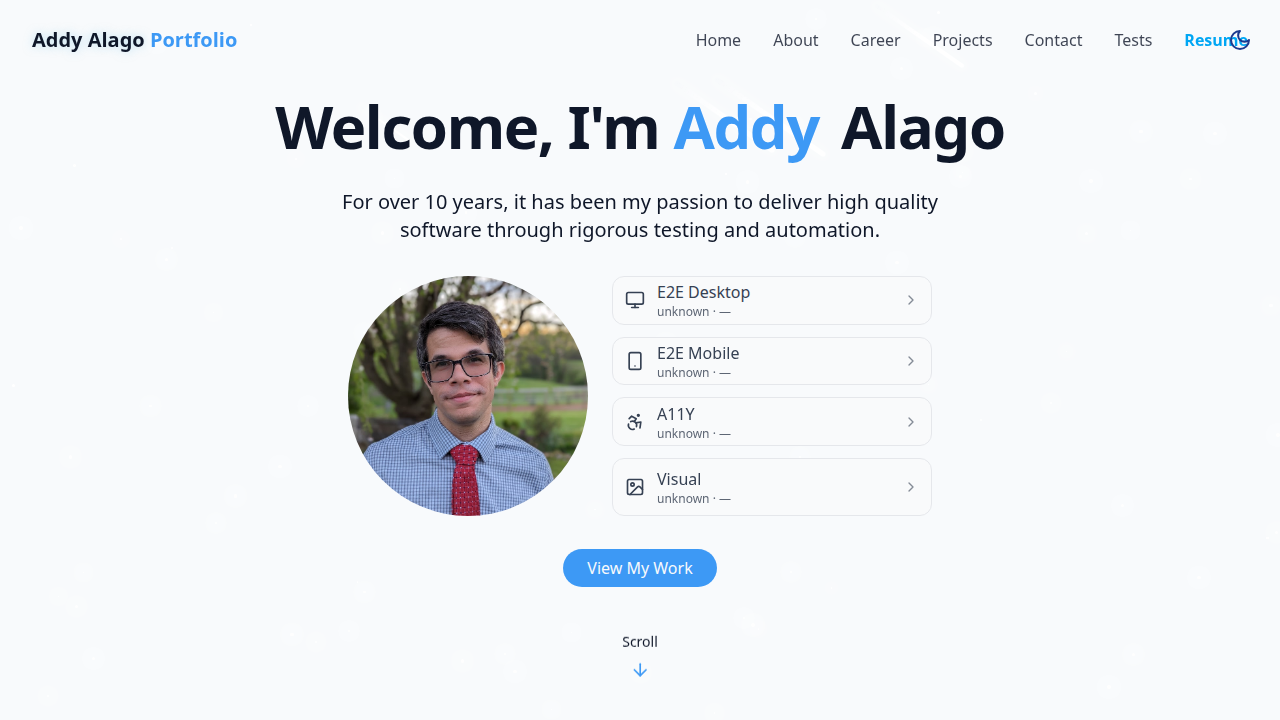 Addy Alago Portfolio
Home About Career Projects Contact Tests Resume
Welcome, I'm Addy Alago
For over 10 years, it has been my passion to deliver high quality
software through rigorous testing and automation.
E2E Desktop
unknown · —
E2E Mobile
unknown · —
A11Y
unknown · —
Visual
unknown · —
View My Work
Scroll